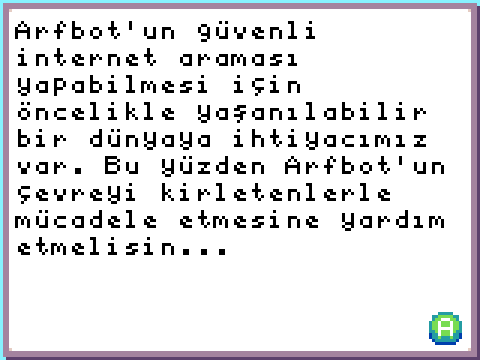 Arfbot'un güvenli
internet araması
yapabilmesi için
öncelikle yaşanılabilir
bir dünyaya ihtiyacımız
var. Bu yüzden Arfbot'un
çevreyi kirletenlerle
mücadele etmesine yardım
etmelisin...
A